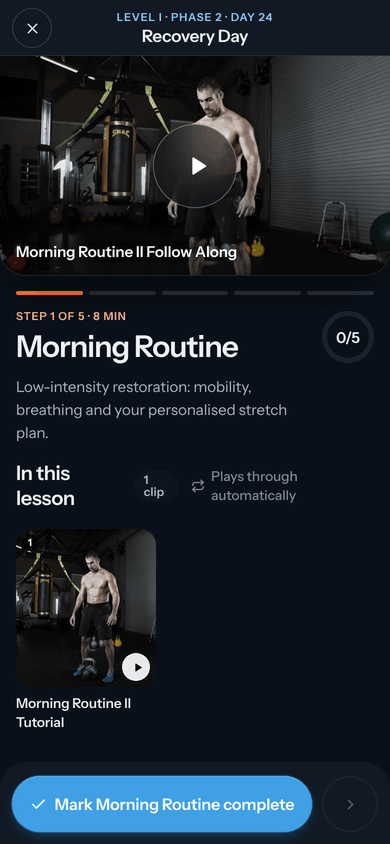 LEVEL I · PHASE 2 · DAY 24
Recovery Day
SNAC
Morning Routine II Follow Along
STEP 1 OF 5 · 8 MIN
Morning Routine
0/5
Low-intensity restoration: mobility,
breathing and your personalised stretch
plan.
In this
lesson
1
clip
Plays through
automatically
1
Morning Routine II
Tutorial
Mark Morning Routine complete